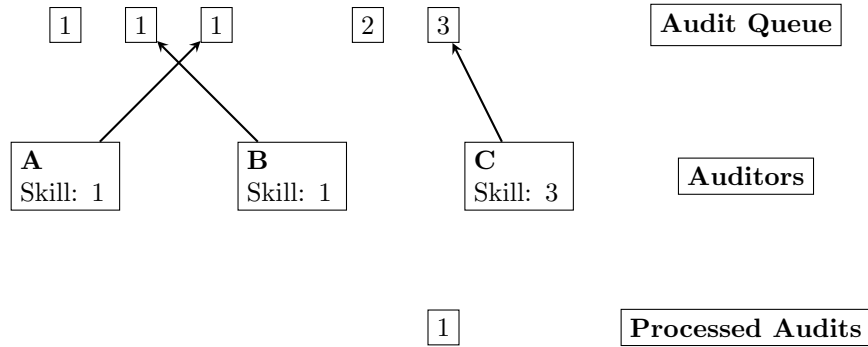 1 1 1 2 3 Audit Queue
A
Skill: 1
B
Skill: 1
C
Skill: 3
Auditors
1 Processed Audits